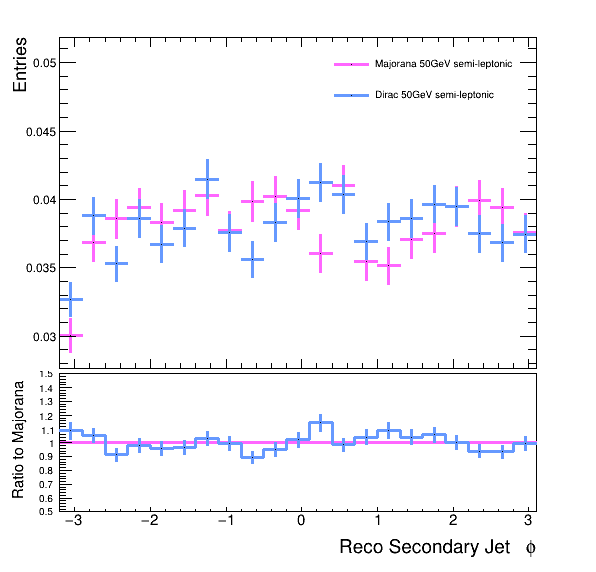 Entries
0.05
0.045
0.04
0.035
0.03
Majorana 50GeV semi-leptonic
Dirac 50GeV semi-leptonic
Ratio to Majorana
1.5
1.4
1.3
1.2
1.1
1
0.9
0.8
0.7
0.6
0.5
−3 −2 −1 0 1 2 3
Reco Secondary Jet ϕ